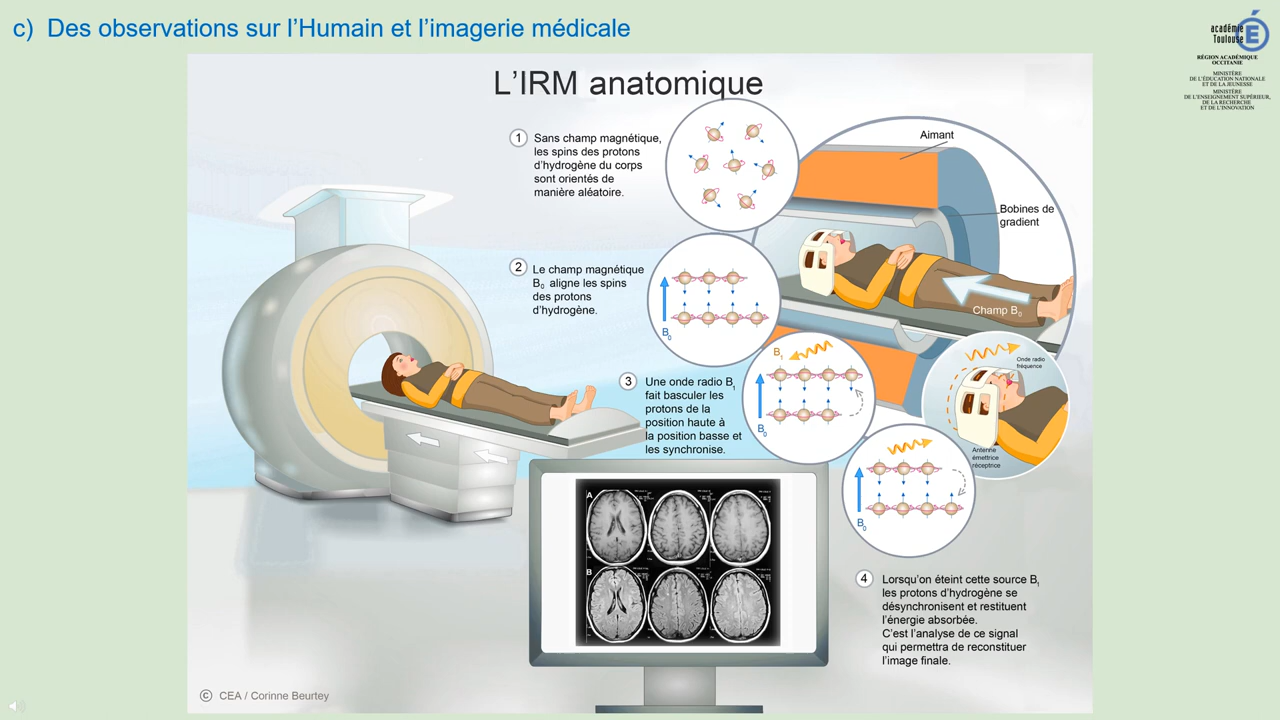 c) Des observations sur l’Humain et l’imagerie médicale
académie
Toulouse
RÉGION ACADÉMIQUE
OCCITANIE
MINISTÈRE
DE L’ÉDUCATION NATIONALE
ET DE LA JEUNESSE
MINISTÈRE
DE L’ENSEIGNEMENT SUPÉRIEUR,
DE LA RECHERCHE
ET DE L’INNOVATION
L’IRM anatomique
1 Sans champ magnétique,
les spins des protons
d’hydrogène du corps
sont orientés de
manière aléatoire.
Aimant
Bobines de
gradient
Champ B0
2 Le champ magnétique
B0 aligne les spins
des protons
d’hydrogène.
B0
3 Une onde radio B1
fait basculer les
protons de la
position haute à
la position basse et
les synchronise.
B1
B0
Onde radio
fréquence
Antenne
émettrice
réceptrice
B0
A
B
4 Lorsqu’on éteint cette source B1
les protons d’hydrogène se
désynchronisent et restituent
l’énergie absorbée.
C’est l’analyse de ce signal
qui permettra de reconstituer
l’image finale.
© CEA / Corinne Beurtey